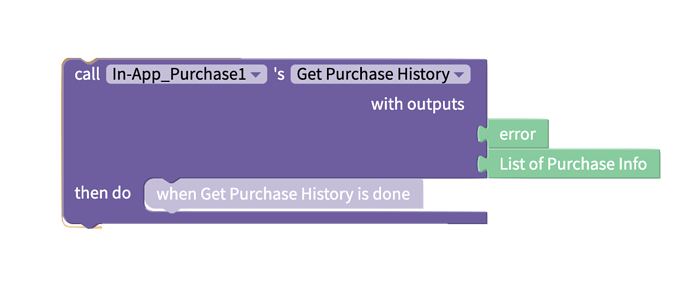 call In-App_Purchase1 's Get Purchase History
with outputs
error
List of Purchase Info
then do when Get Purchase History is done